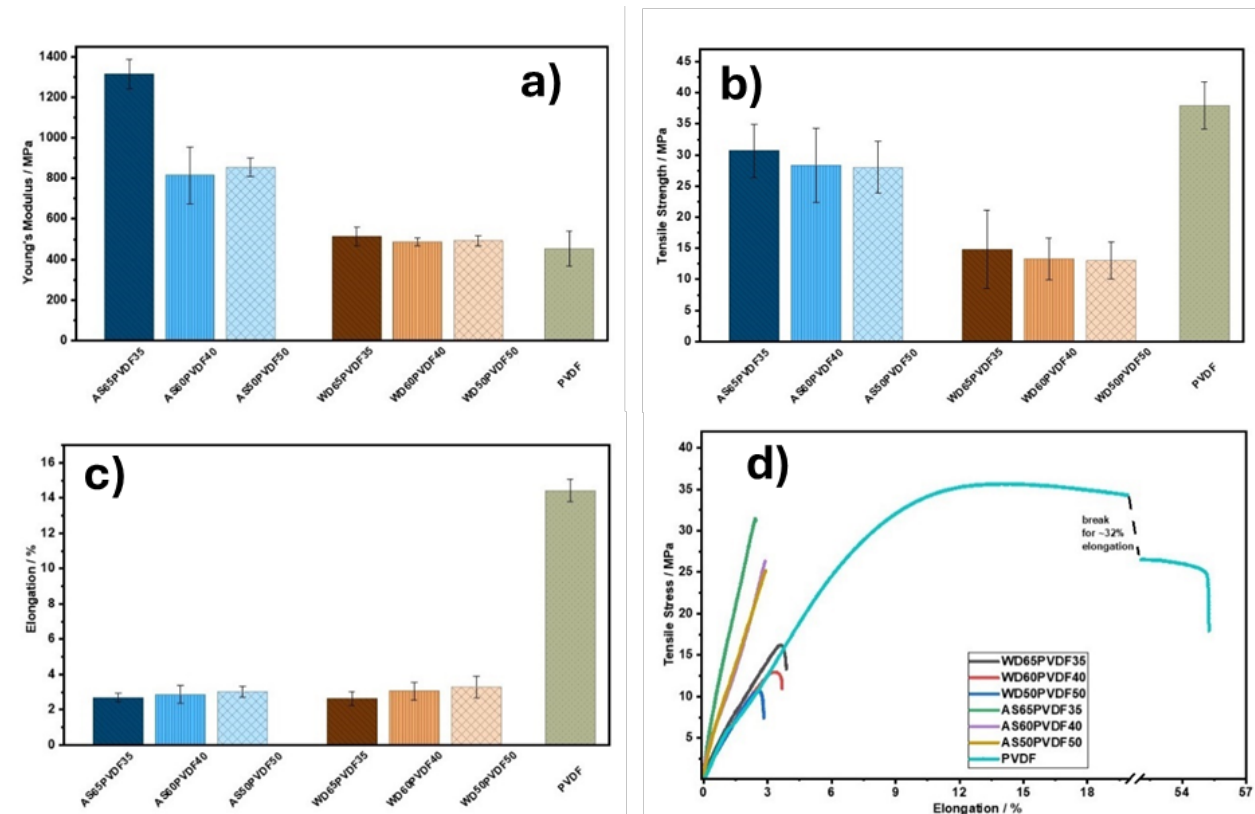 a)
Young's Modulus / MPa
1400
1200
1000
800
600
400
200
0
AS65PVDF35
AS60PVDF40
AS50PVDF50
WD65PVDF35
WD60PVDF40
WD50PVDF50
PVDF
b)
Tensile Strength / MPa
45
40
35
30
25
20
15
10
5
0
AS65PVDF35
AS60PVDF40
AS50PVDF50
WD65PVDF35
WD60PVDF40
WD50PVDF50
PVDF
c)
Elongation / %
16
14
12
10
8
6
4
2
0
AS65PVDF35
AS60PVDF40
AS50PVDF50
WD65PVDF35
WD60PVDF40
WD50PVDF50
PVDF
d)
Tensile Stress / MPa
40
35
30
25
20
15
10
5
break
for ~32%
elongation
WD65PVDF35
WD60PVDF40
WD50PVDF50
AS65PVDF35
AS60PVDF40
AS50PVDF50
PVDF
0 3 6 9 12 15 18 54 57
Elongation / %